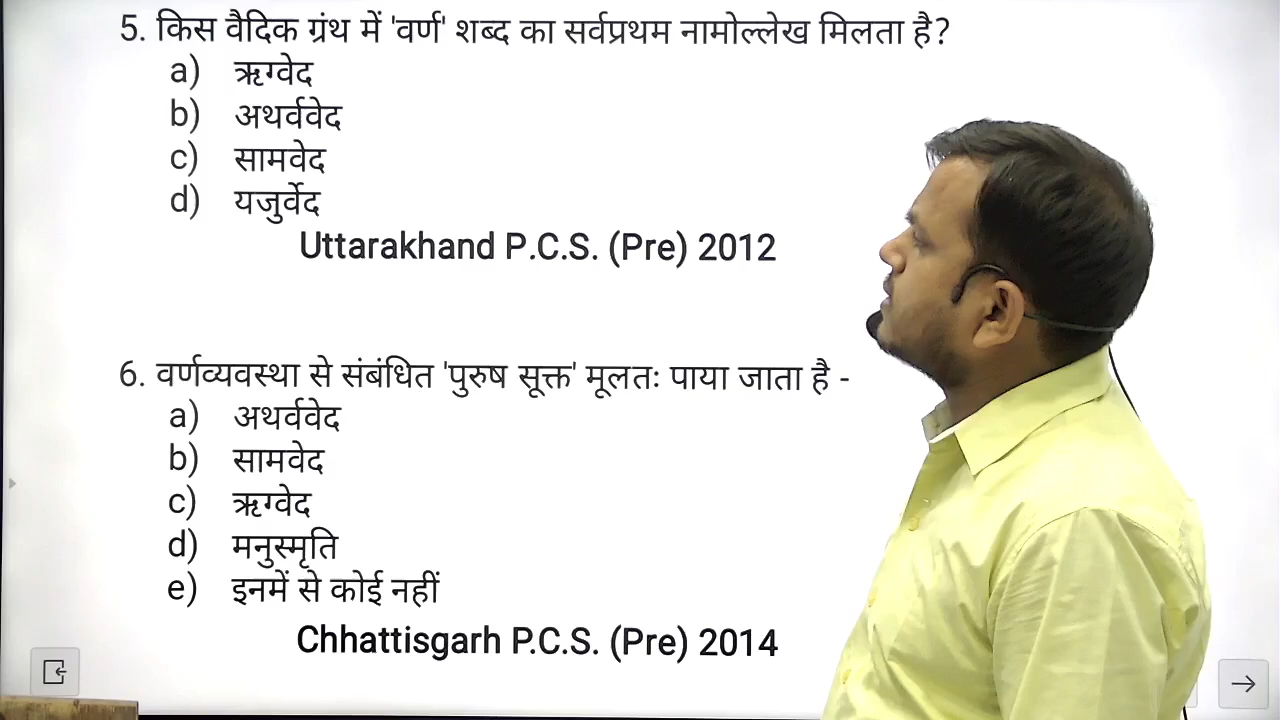 5. किस वैदिक ग्रंथ में 'वर्ण' शब्द का सर्वप्रथम नामोल्लेख मिलता है?
a) ऋग्वेद
b) अथर्ववेद
c) सामवेद
d) यजुर्वेद
Uttarakhand P.C.S. (Pre) 2012
6. वर्णव्यवस्था से संबंधित 'पुरुष सूक्त' मूलतः पाया जाता है -
a) अथर्ववेद
b) सामवेद
c) ऋग्वेद
d) मनुस्मृति
e) इनमें से कोई नहीं
Chhattisgarh P.C.S. (Pre) 2014